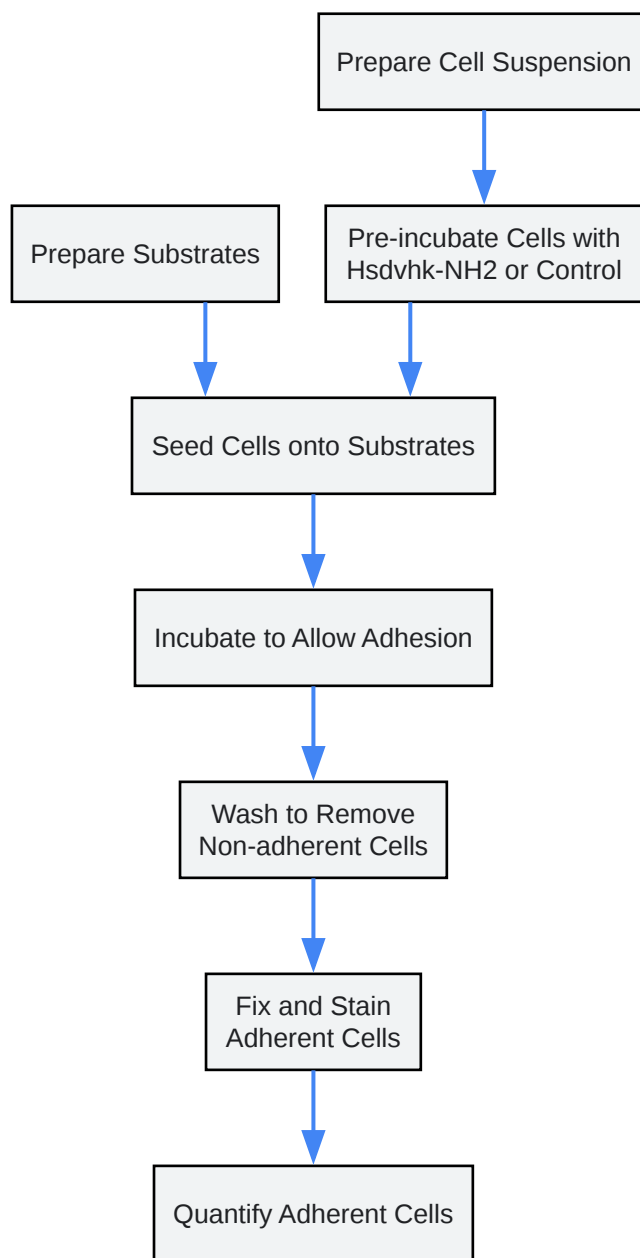 Prepare Cell Suspension
Prepare Substrates
Pre-incubate Cells with
Hsdvhk-NH2 or Control
Seed Cells onto Substrates
Incubate to Allow Adhesion
Wash to Remove
Non-adherent Cells
Fix and Stain
Adherent Cells
Quantify Adherent Cells